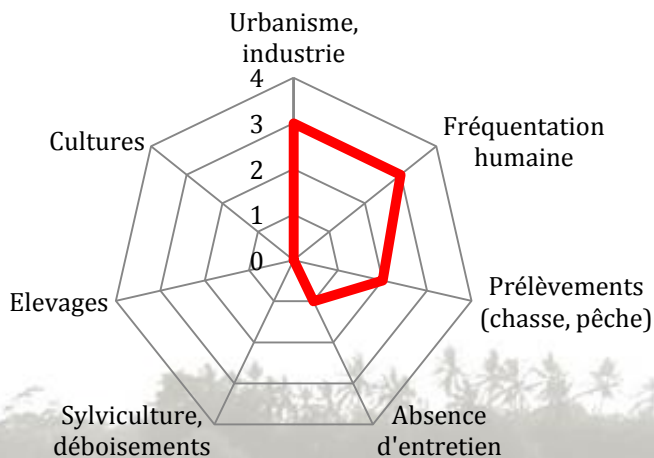 Urbanisme,
industrie
4
3
2
1
0
Fréquentation
humaine
Prélèvements
(chasse, pêche)
Absence
d'entretien
Sylviculture,
déboisements
Elevages
Cultures